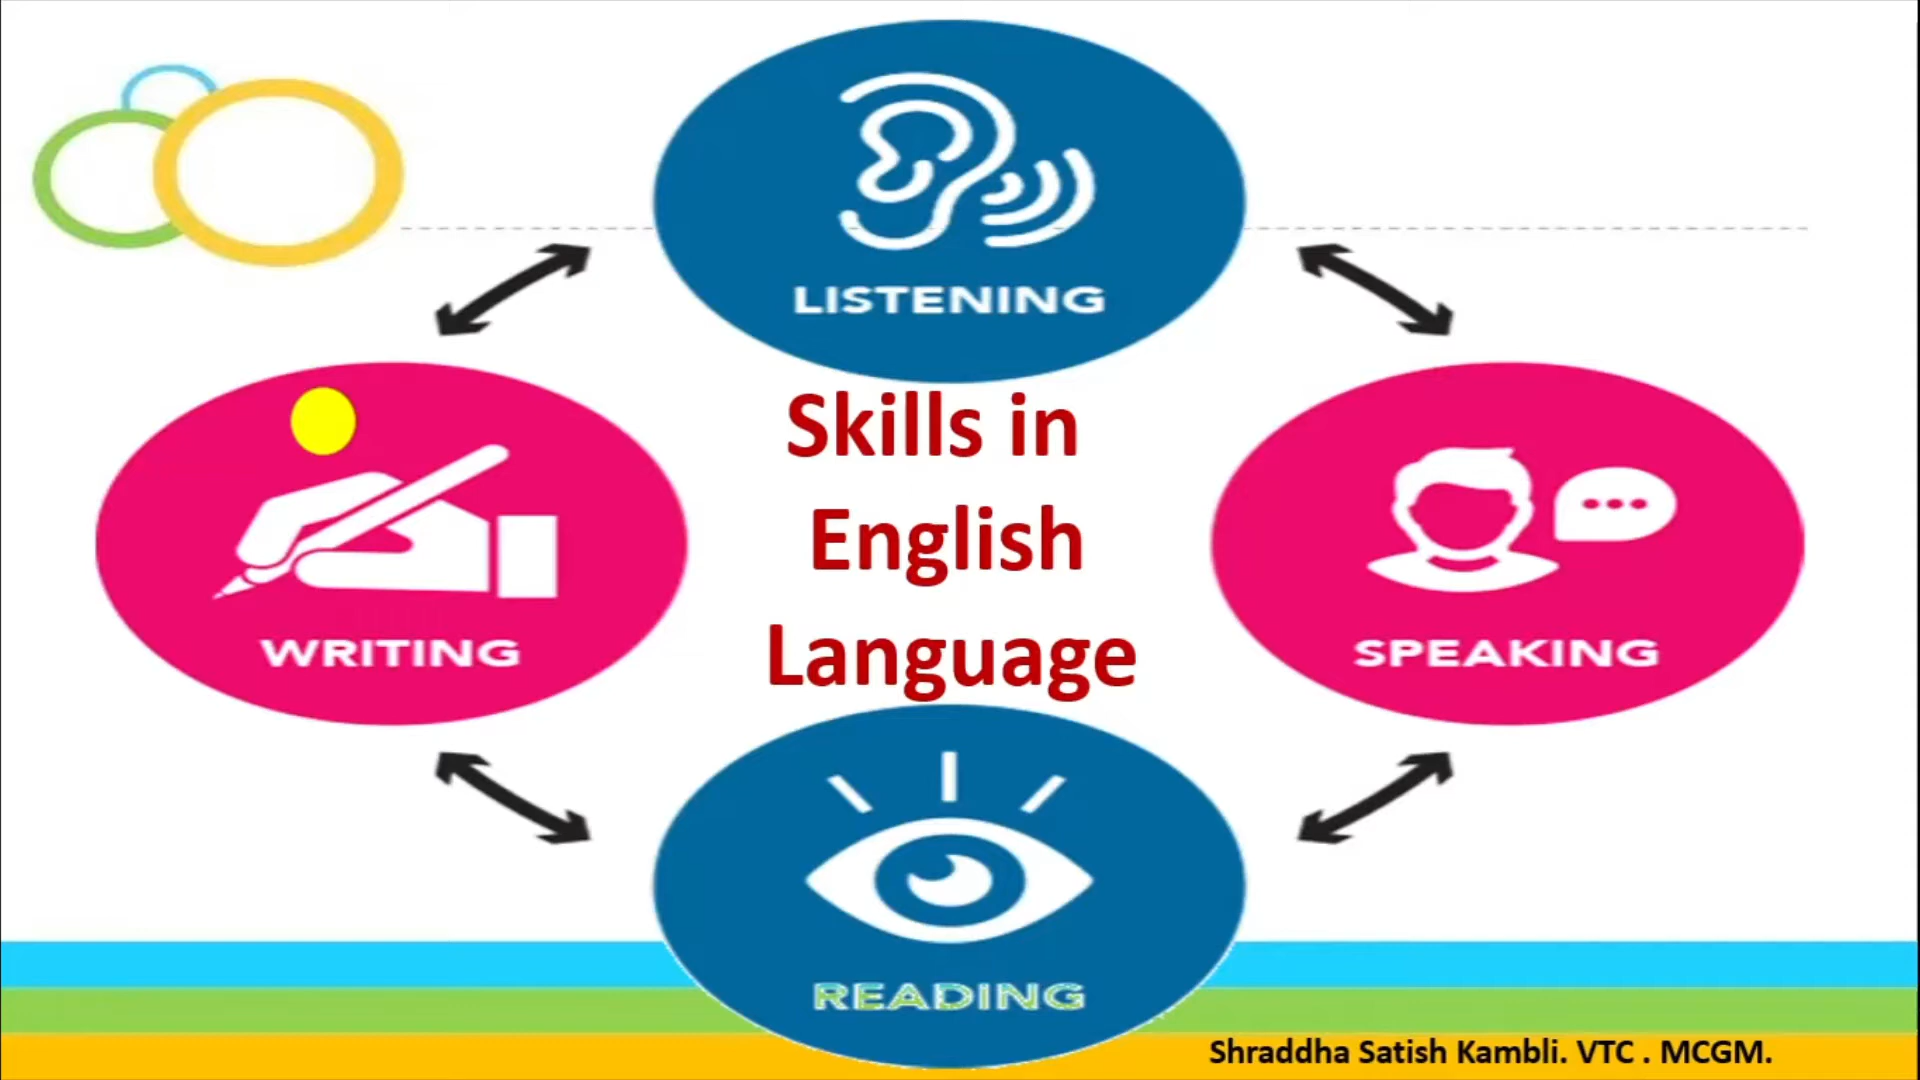 LISTENING
Skills in
English
Language
WRITING
SPEAKING
READING
Shraddha Satish Kambli. VTC . MCGM.